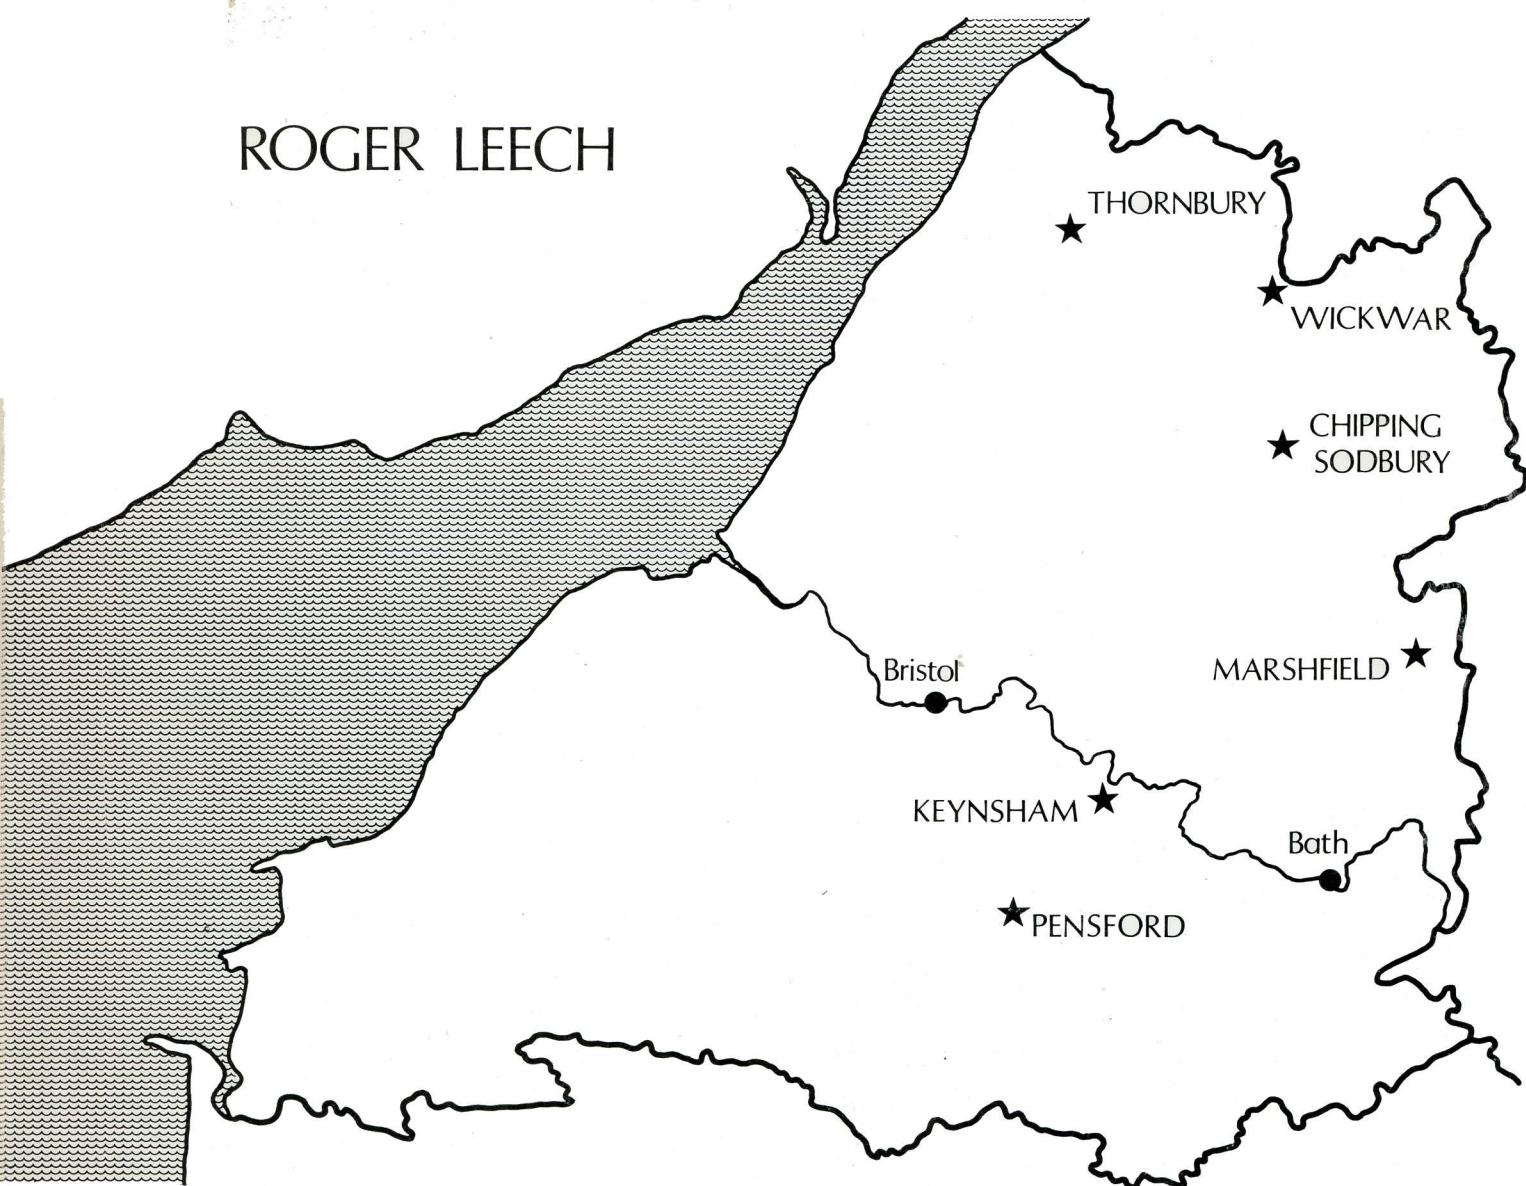 ROGER LEECH
THORNBURY
WICKWAR
CHIPPING
SODBURY
Bristol
MARSHFIELD
KEYNSHAM
Bath
PENSFORD